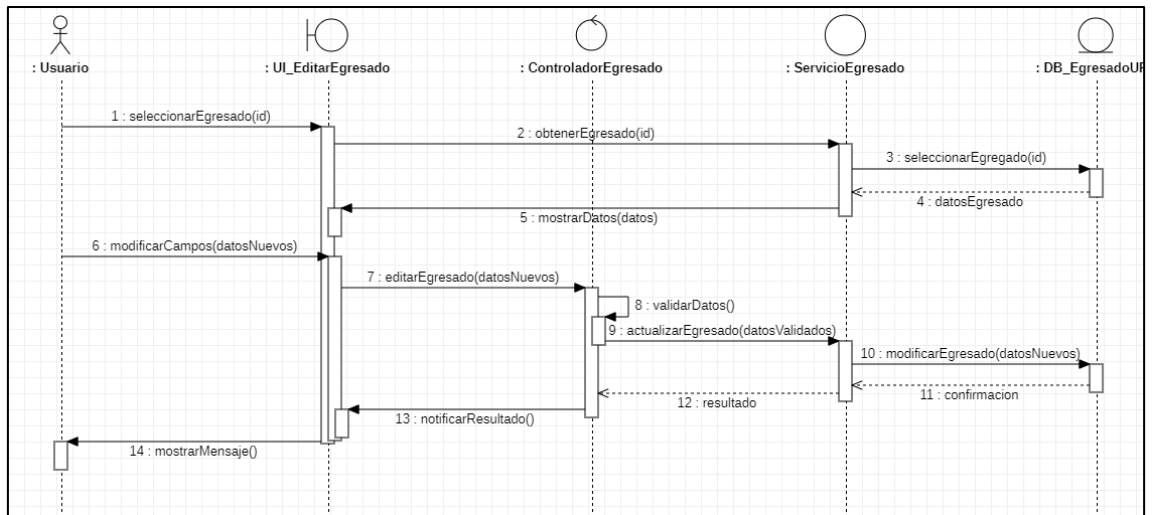 : Usuario
: UI_EditarEgresado
: ControladorEgresado
: ServicioEgresado
: DB_EgresadoUP
1 : seleccionarEgresado(id)
2 : obtenerEgresado(id)
3 : seleccionarEgregado(id)
4 : datosEgresado
5 : mostrarDatos(datos)
6 : modificarCampos(datosNuevos)
7 : editarEgresado(datosNuevos)
8 : validarDatos()
9 : actualizarEgresado(datosValidados)
10 : modificarEgresado(datosNuevos)
11 : confirmacion
12 : resultado
13 : notificarResultado()
14 : mostrarMensaje()